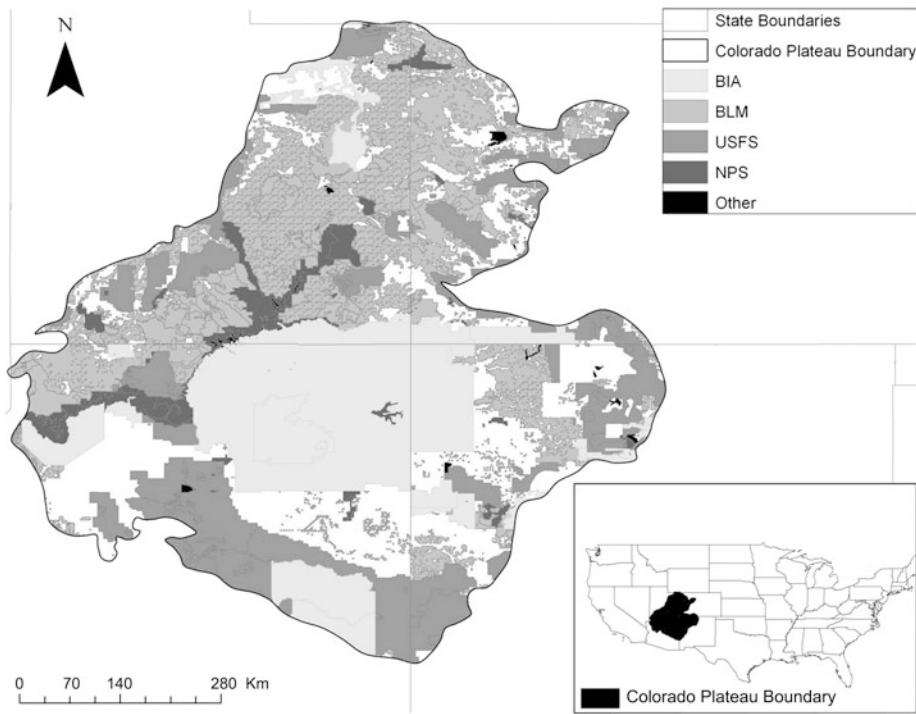 N
State Boundaries
Colorado Plateau Boundary
BIA
BLM
USFS
NPS
Other
0 70 140 280 Km
Colorado Plateau Boundary